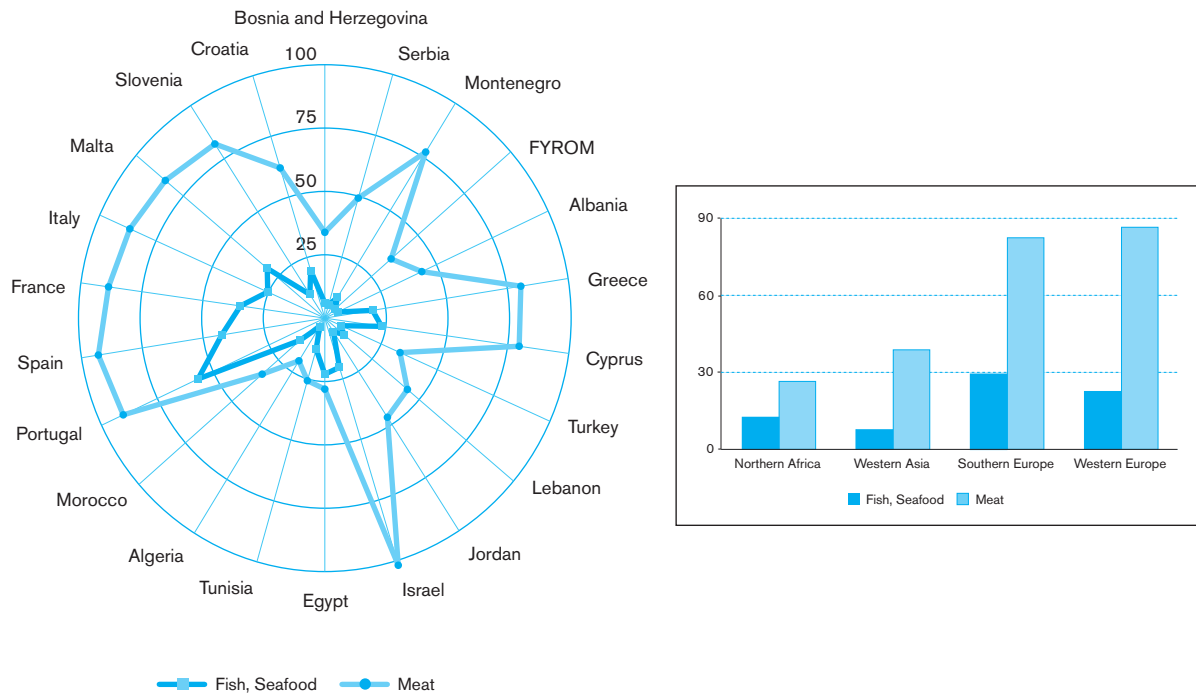 Bosnia and Herzegovina
Croatia
100
Serbia
Slovenia
Montenegro
75
Malta
FYROM
50
Italy
Albania
25
France
Greece
Spain
Cyprus
Portugal
Turkey
Morocco
Lebanon
Algeria
Jordan
Tunisia
Israel
Egypt
Fish, Seafood Meat
90
60
30
0
Northern Africa Western Asia Southern Europe Western Europe
Fish, Seafood Meat